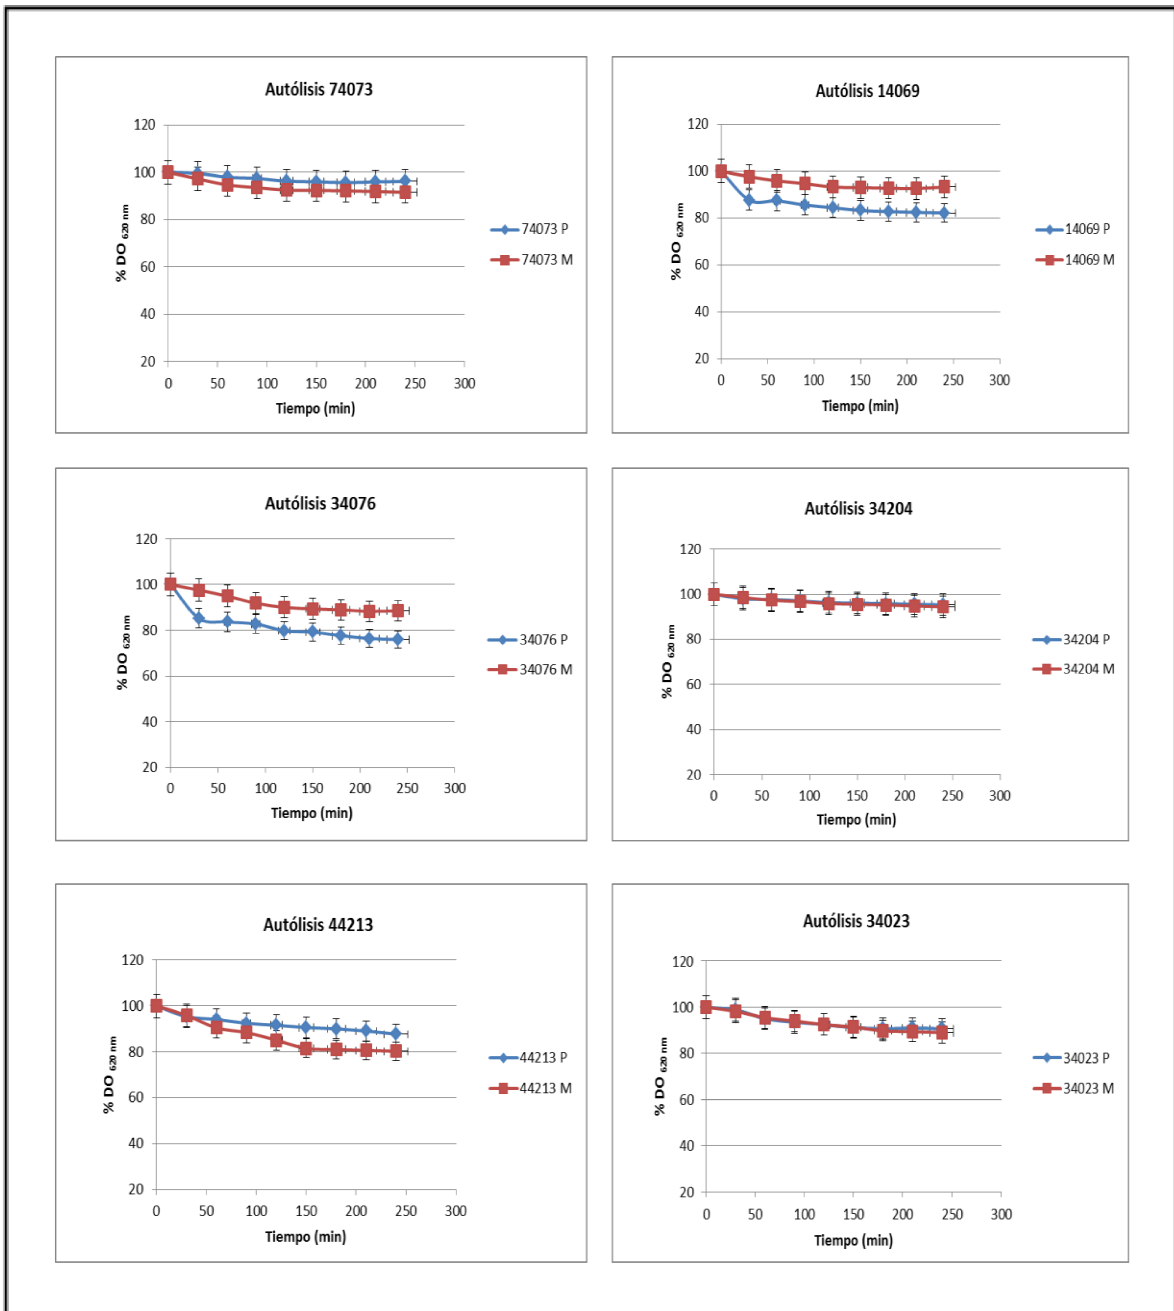 Autólisis 74073
% DO 620 nm
120
100
80
60
40
20
0 50 100 150 200 250 300
Tiempo (min)
74073 P
74073 M
Autólisis 14069
% DO 620 nm
120
100
80
60
40
20
0 50 100 150 200 250 300
Tiempo (min)
14069 P
14069 M
Autólisis 34076
% DO 620 nm
120
100
80
60
40
20
0 50 100 150 200 250 300
Tiempo (min)
34076 P
34076 M
Autólisis 34204
% DO 620 nm
120
100
80
60
40
20
0 50 100 150 200 250 300
Tiempo (min)
34204 P
34204 M
Autólisis 44213
% DO 620 nm
120
100
80
60
40
20
0 50 100 150 200 250 300
Tiempo (min)
44213 P
44213 M
Autólisis 34023
% DO 620 nm
120
100
80
60
40
20
0 50 100 150 200 250 300
Tiempo (min)
34023 P
34023 M